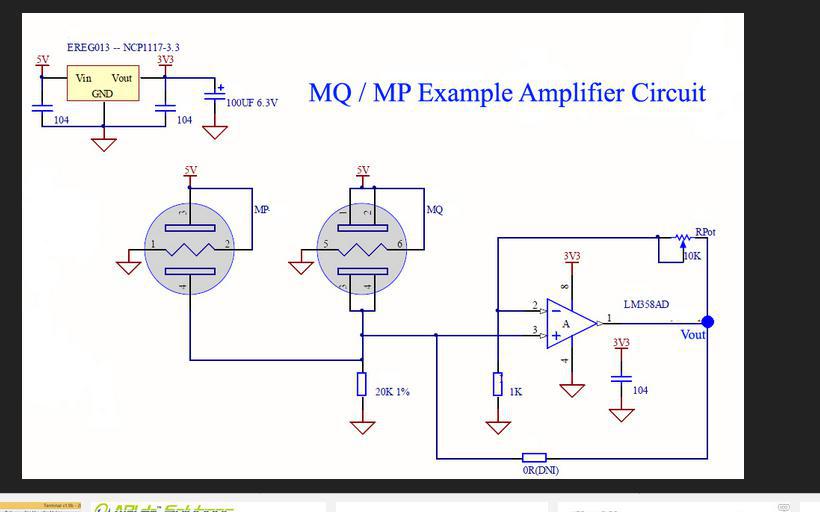 EREG013 -- NCP1117-3.3
5V
3V3
Vin
Vout
GND
104
104
100UF 6.3V
MQ / MP Example Amplifier Circuit
5V
3
MP
1
2
4
5V
1
2
MQ
5
6
3
4
20K 1%
RPot
10K
3V3
8
LM358AD
2
A
1
3
Vout
4
3V3
1K
104
0R(DNI)